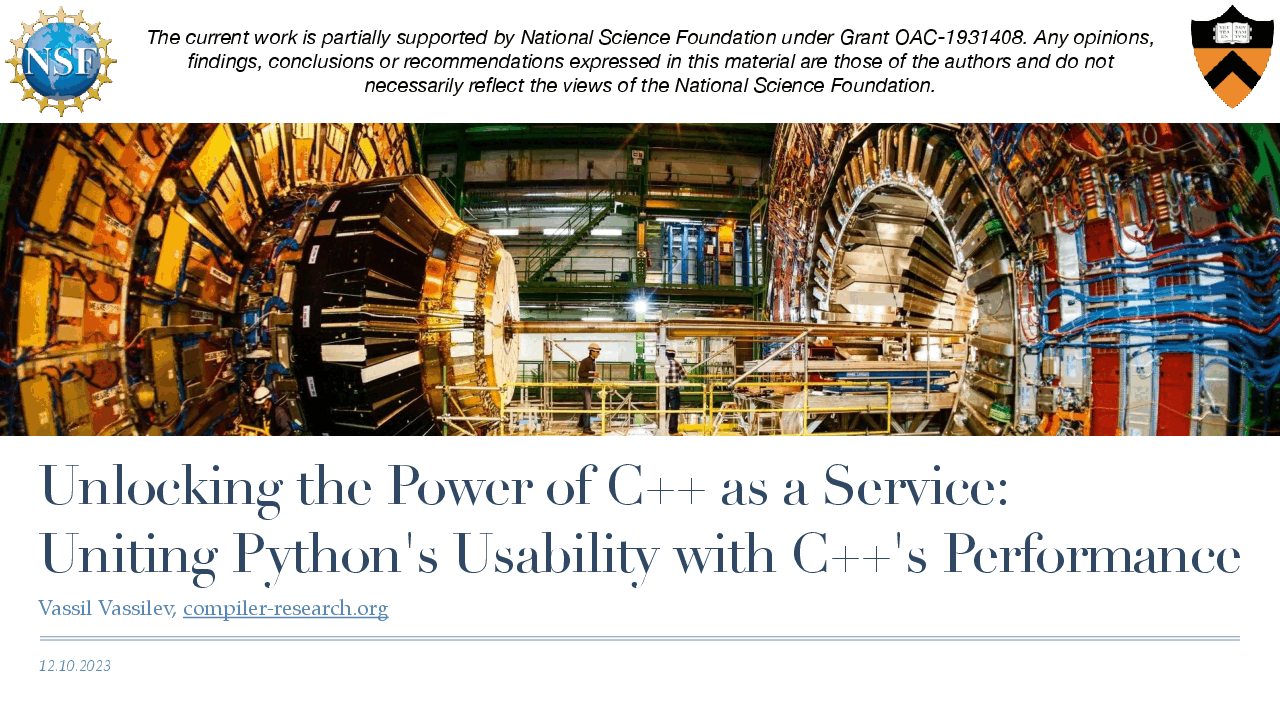 NSF
The current work is partially supported by National Science Foundation under Grant OAC-1931408. Any opinions,
findings, conclusions or recommendations expressed in this material are those of the authors and do not
necessarily reflect the views of the National Science Foundation.
Unlocking the Power of C++ as a Service:
Uniting Python's Usability with C++'s Performance
Vassil Vassilev, compiler-research.org
12.10.2023